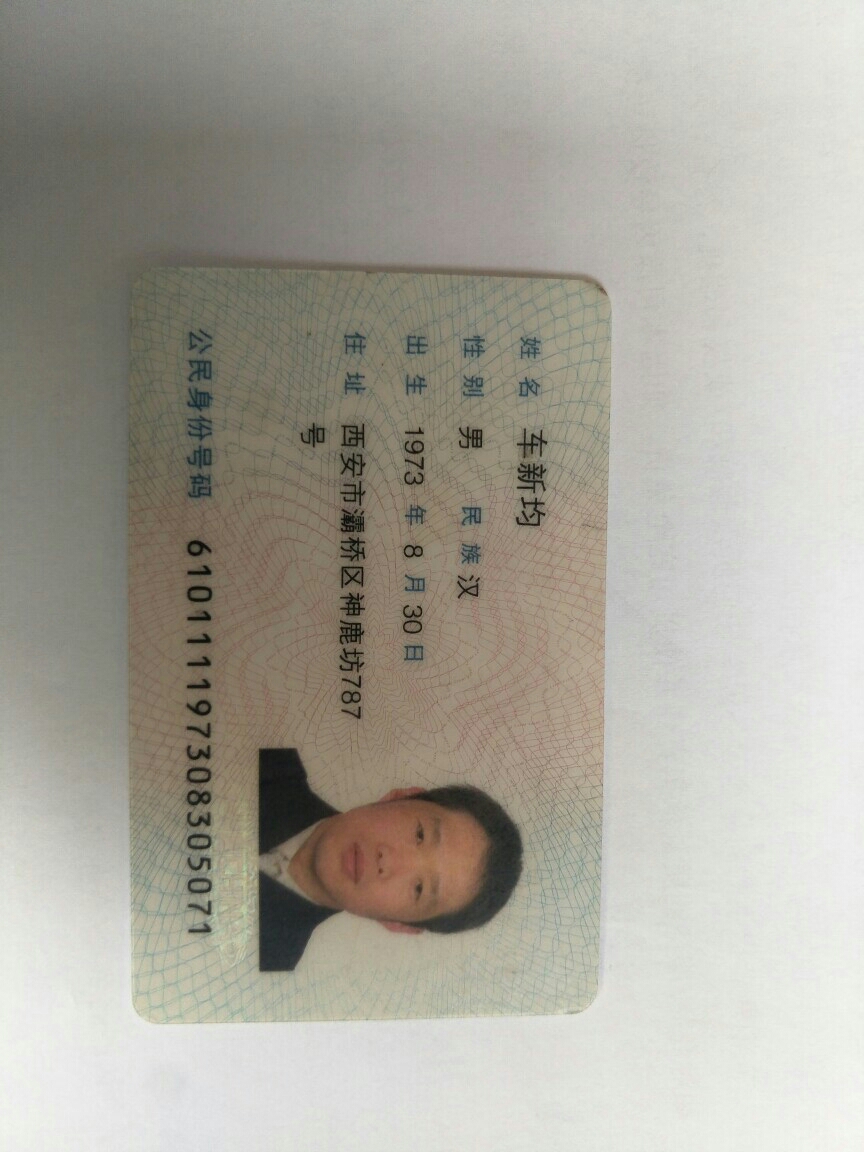 姓名 车新均
性别 男 民族 汉
出生 1973 年 8 月 30 日
住址 西安市灞桥区神鹿坊787
号
公民身份号码 610111197308305071